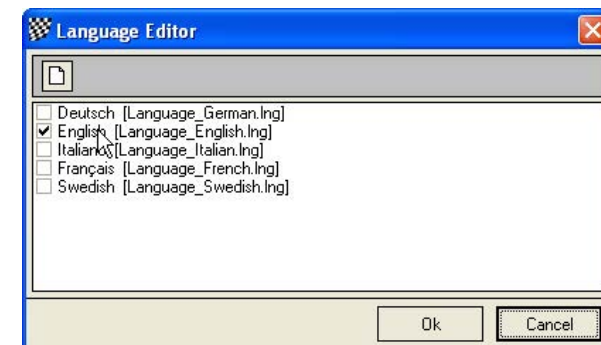 Language Editor
Deutsch [Language_German.lng]
English [Language_English.lng]
Italiano [Language_Italian.lng]
Français [Language_French.lng]
Swedish [Language_Swedish.lng]
Ok
Cancel